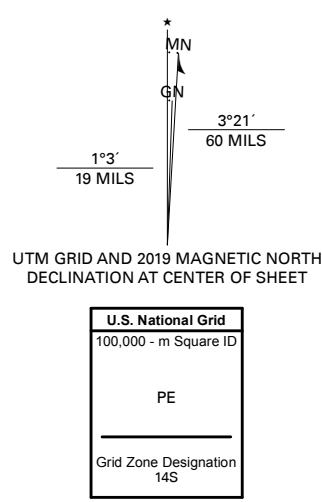 MN
GN
3°21´
60 MILS
1°3´
19 MILS
UTM GRID AND 2019 MAGNETIC NORTH
DECLINATION AT CENTER OF SHEET
U.S. National Grid
100,000 - m Square ID
PE
Grid Zone Designation
14S